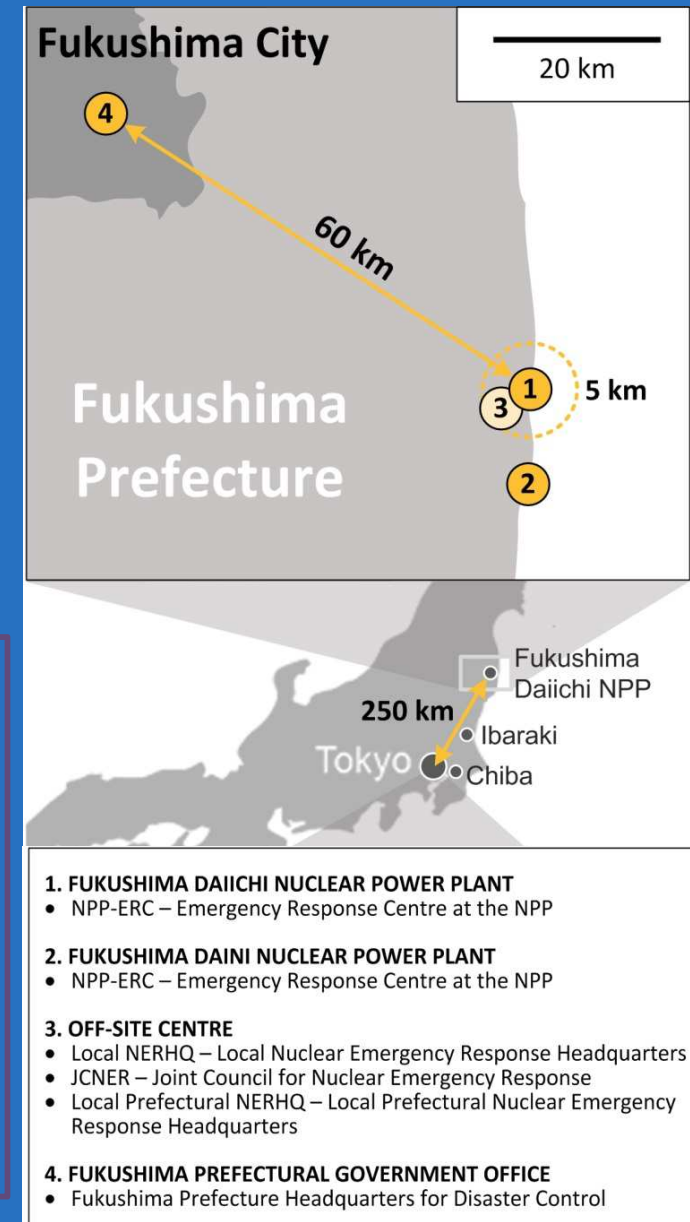 Fukushima City
20 km
4
60 km
1
5 km
3
Fukushima
Prefecture
2
Fukushima
Daiichi NPP
250 km
Ibaraki
Tokyo
Chiba
1. FUKUSHIMA DAIICHI NUCLEAR POWER PLANT
• NPP-ERC – Emergency Response Centre at the NPP
2. FUKUSHIMA DAINI NUCLEAR POWER PLANT
• NPP-ERC – Emergency Response Centre at the NPP
3. OFF-SITE CENTRE
• Local NERHQ – Local Nuclear Emergency Response Headquarters
• JCNER – Joint Council for Nuclear Emergency Response
• Local Prefectural NERHQ – Local Prefectural Nuclear Emergency
Response Headquarters
4. FUKUSHIMA PREFECTURAL GOVERNMENT OFFICE
• Fukushima Prefecture Headquarters for Disaster Control